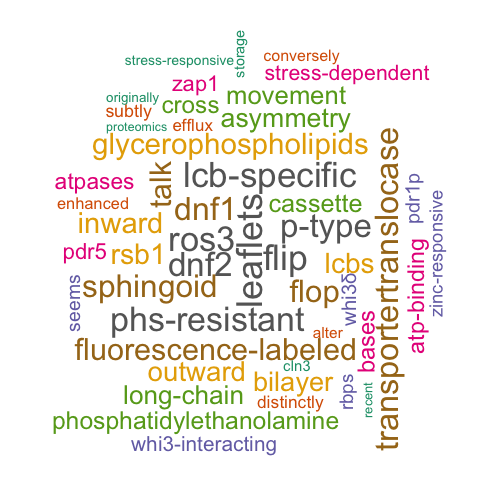 stress-responsive
storage
conversely
zap1
stress-dependent
originally
cross
movement
subtly
proteomics
efflux
asymmetry
glycerophospholipids
talk
lcb-specific
atpases
enhanced
dnf1
cassette
pdr1p
zinc-responsive
inward
ros3
leaflets
p-type
transportertranslocase
pdr5
rsb1
dnf2
flip
lcbs
atp-binding
seems
sphingoid
flop
whi3δ
phs-resistant
alter
bases
fluorescence-labeled
cln3
outward
bilayer
rbps
recent
long-chain
distinctly
phosphatidylethanolamine
whi3-interacting